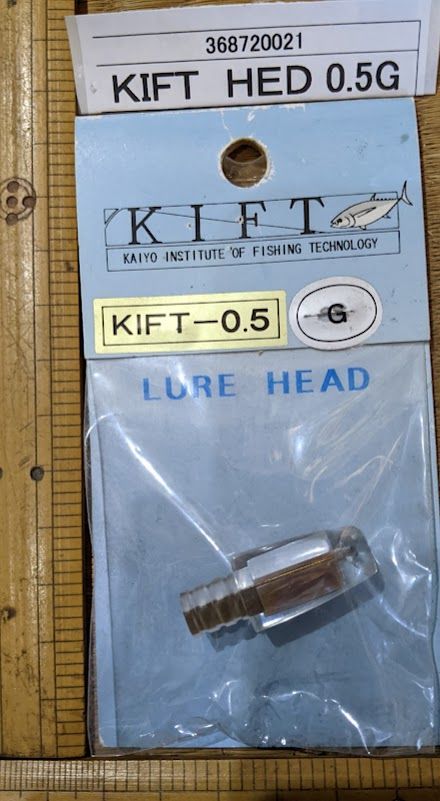 368720021
KIFT HED 0.5G
KIFT
KAIYO INSTITUTE OF FISHING TECHNOLOGY
KIFT-0.5
G
LURE HEAD